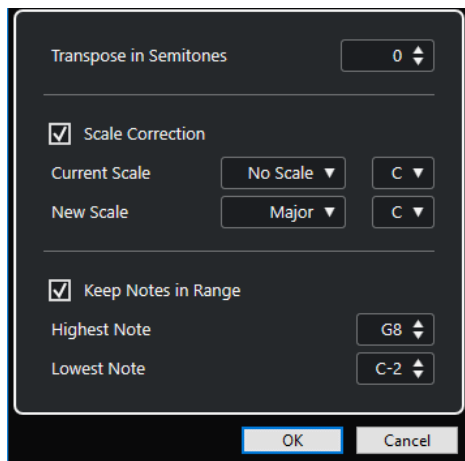 Transpose in Semitones 0
Scale Correction
Current Scale No Scale C
New Scale Major C
Keep Notes in Range
Highest Note G8
Lowest Note C-2
OK Cancel